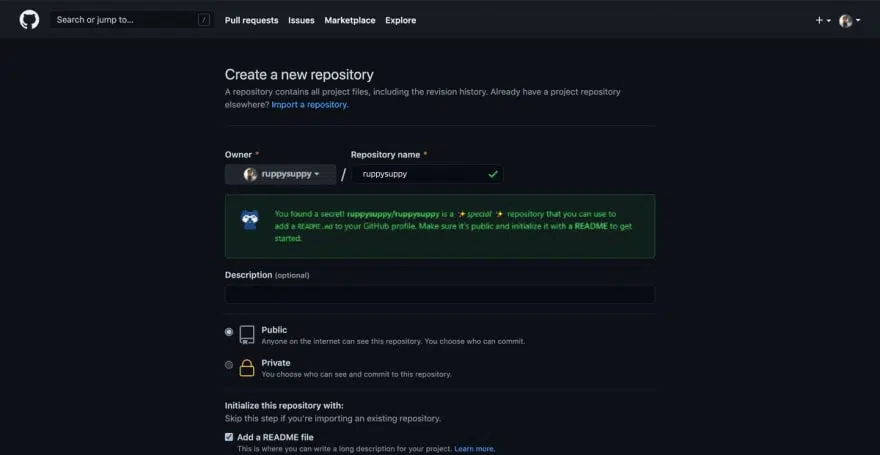 Search or jump to...
/
Pull requests
Issues
Marketplace
Explore
+
Create a new repository
A repository contains all project files, including the revision history. Already have a project repository
elsewhere? Import a repository.
Owner *
Repository name *
ruppysuppy
/
ruppysuppy
You found a secret! ruppysuppy/ruppysuppy is a ✨special ✨ repository that you can use to
add a README.md to your GitHub profile. Make sure it's public and initialize it with a README to get
started.
Description (optional)
Public
Anyone on the internet can see this repository. You choose who can commit.
Private
You choose who can see and commit to this repository.
Initialize this repository with:
Skip this step if you're importing an existing repository.
Add a README file
This is where you can write a long description for your project. Learn more.